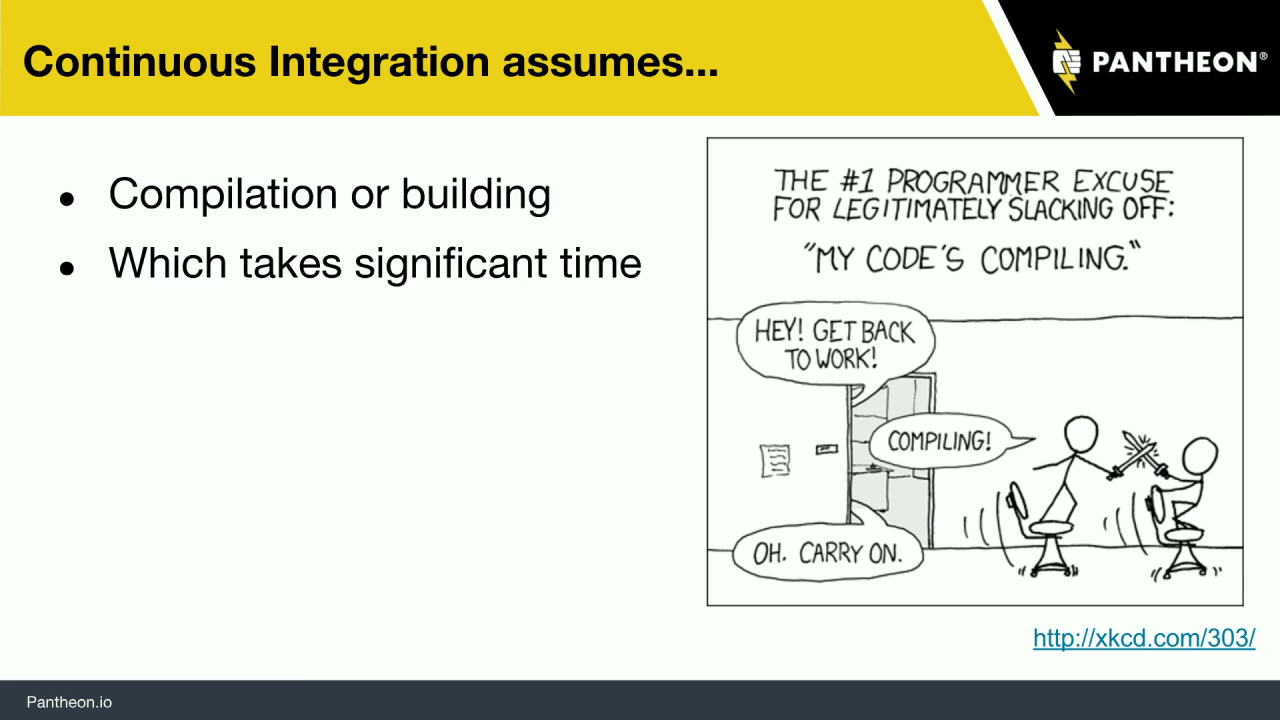 Continuous Integration assumes...
PANTHEON®
• Compilation or building
• Which takes significant time
THE #1 PROGRAMMER EXCUSE
FOR LEGITIMATELY SLACKING OFF:
"MY CODE'S COMPILING."
HEY! GET BACK
TO WORK!
COMPILING!
OH. CARRY ON.
http://xkcd.com/303/
Pantheon.io